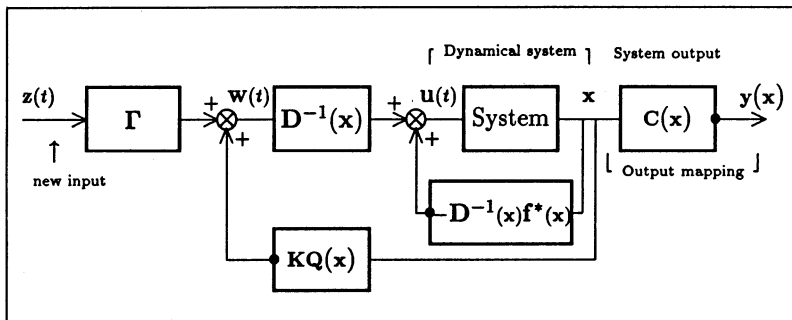 ⌈ Dynamical system ⌉ System output
z(t) Γ + w(t) D⁻¹(x) + u(t) System x C(x) y(x)
+ +
↑
new input
⌊ Output mapping ⌋
− D⁻¹(x)f*(x)
KQ(x)